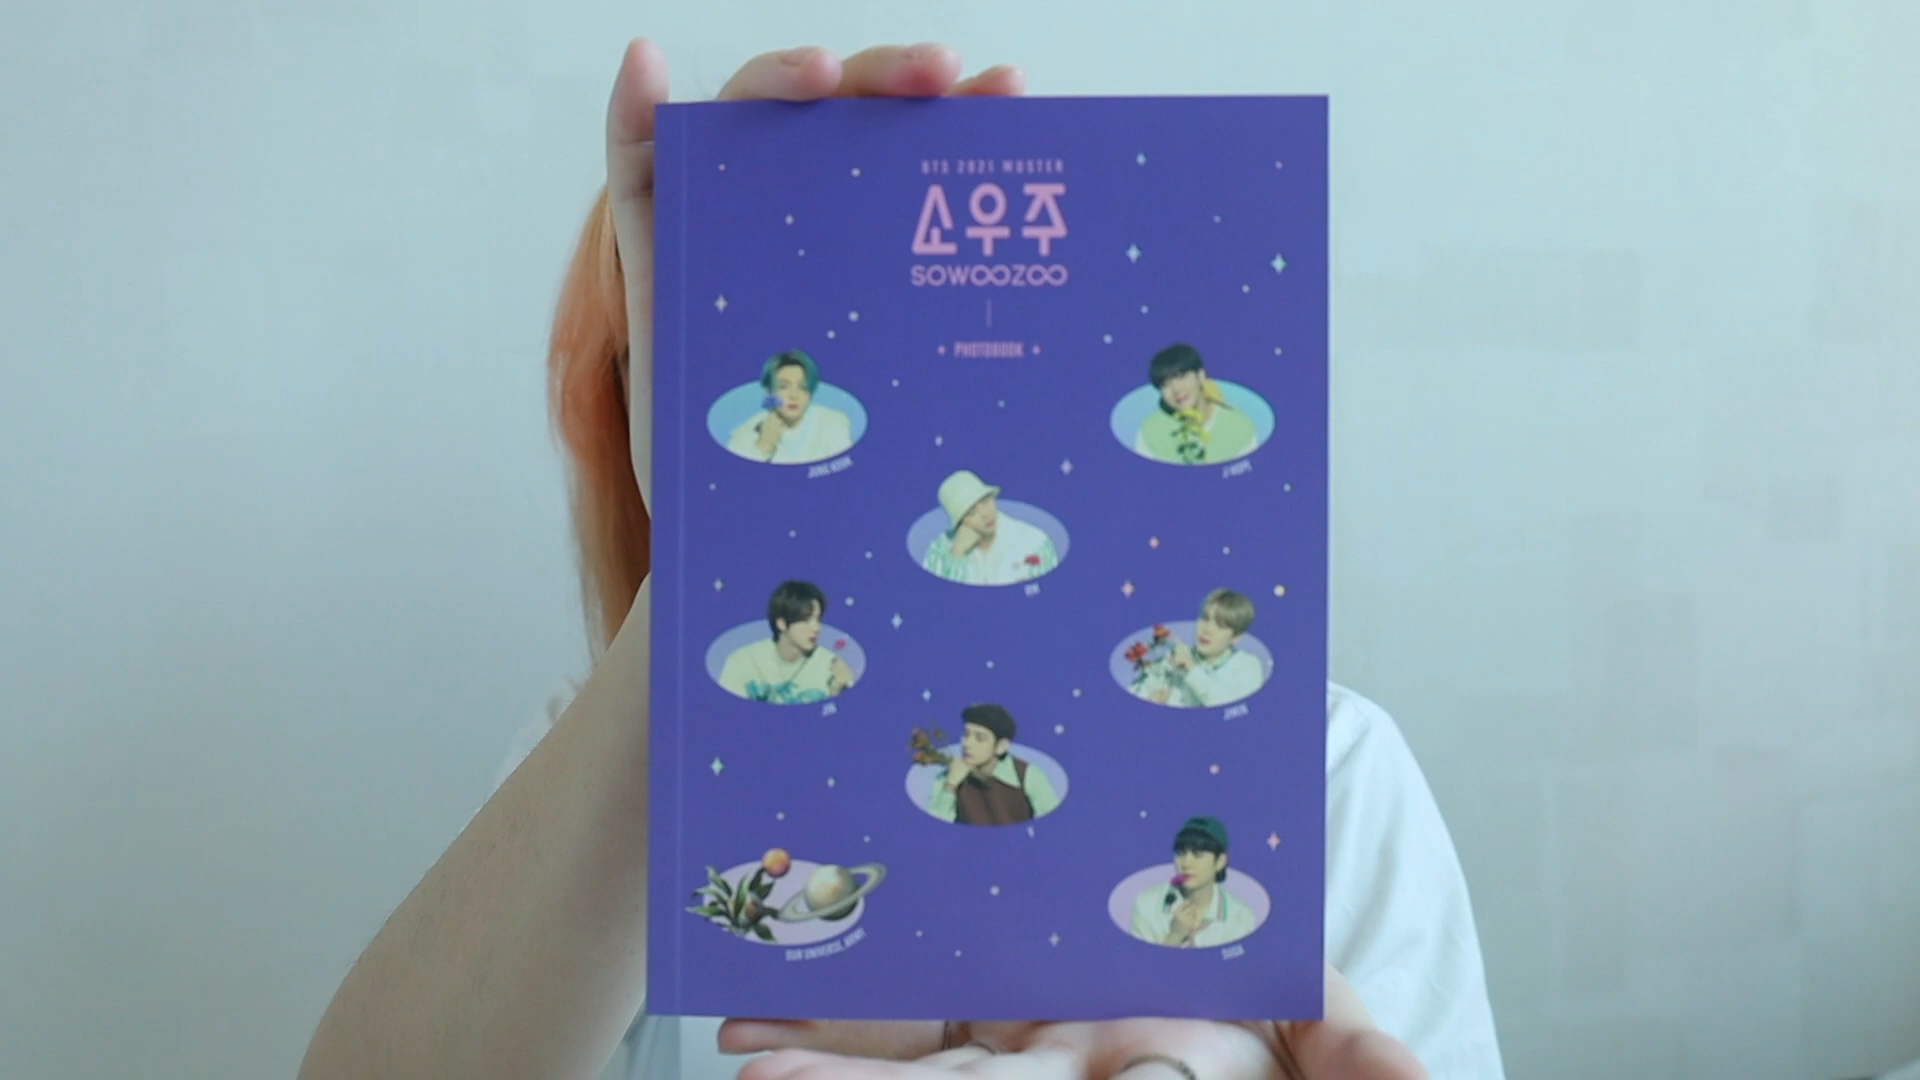 BTS 2021 MUSTER
소우주
SOWOOZOO
PHOTOBOOK
JUNG KOOK
J-HOPE
RM
JIN
JIMIN
V
OUR UNIVERSE, ARMY
SUGA